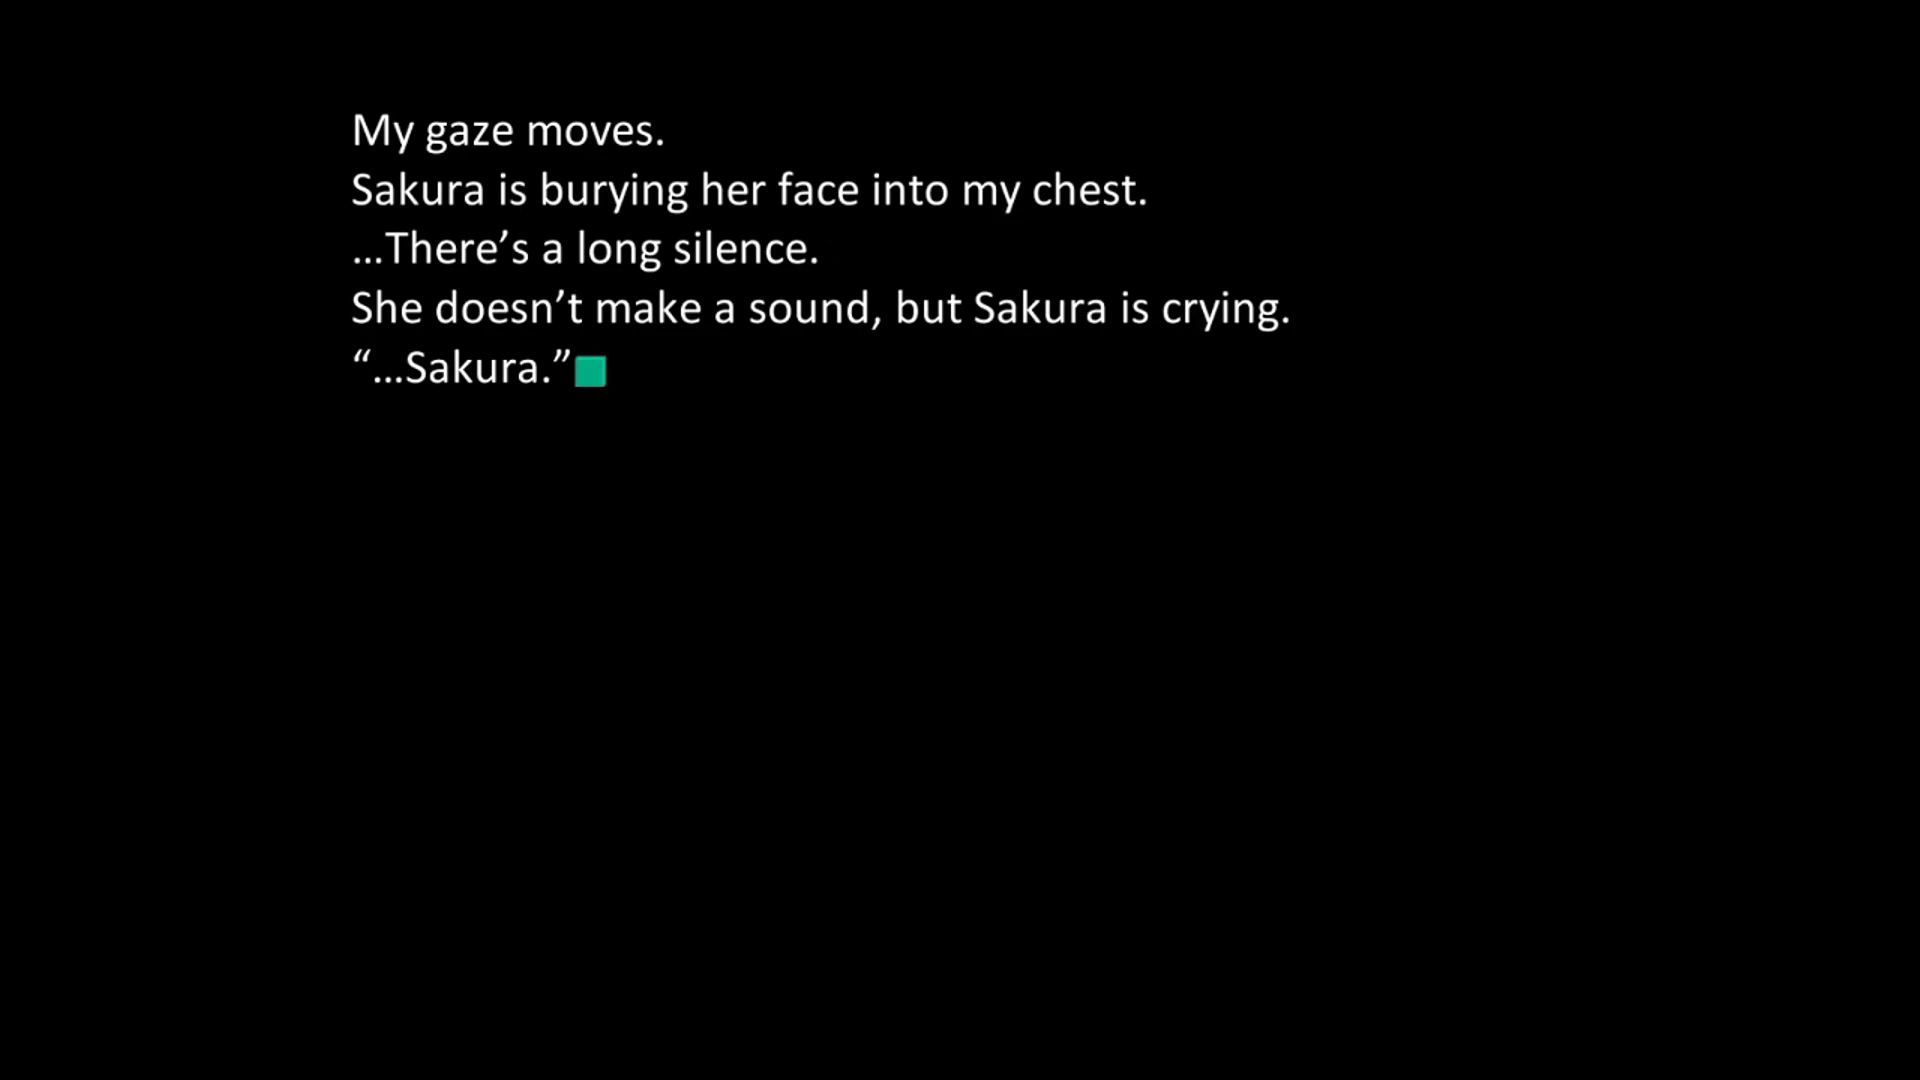 My gaze moves.
Sakura is burying her face into my chest.
…There’s a long silence.
She doesn’t make a sound, but Sakura is crying.
“…Sakura.”